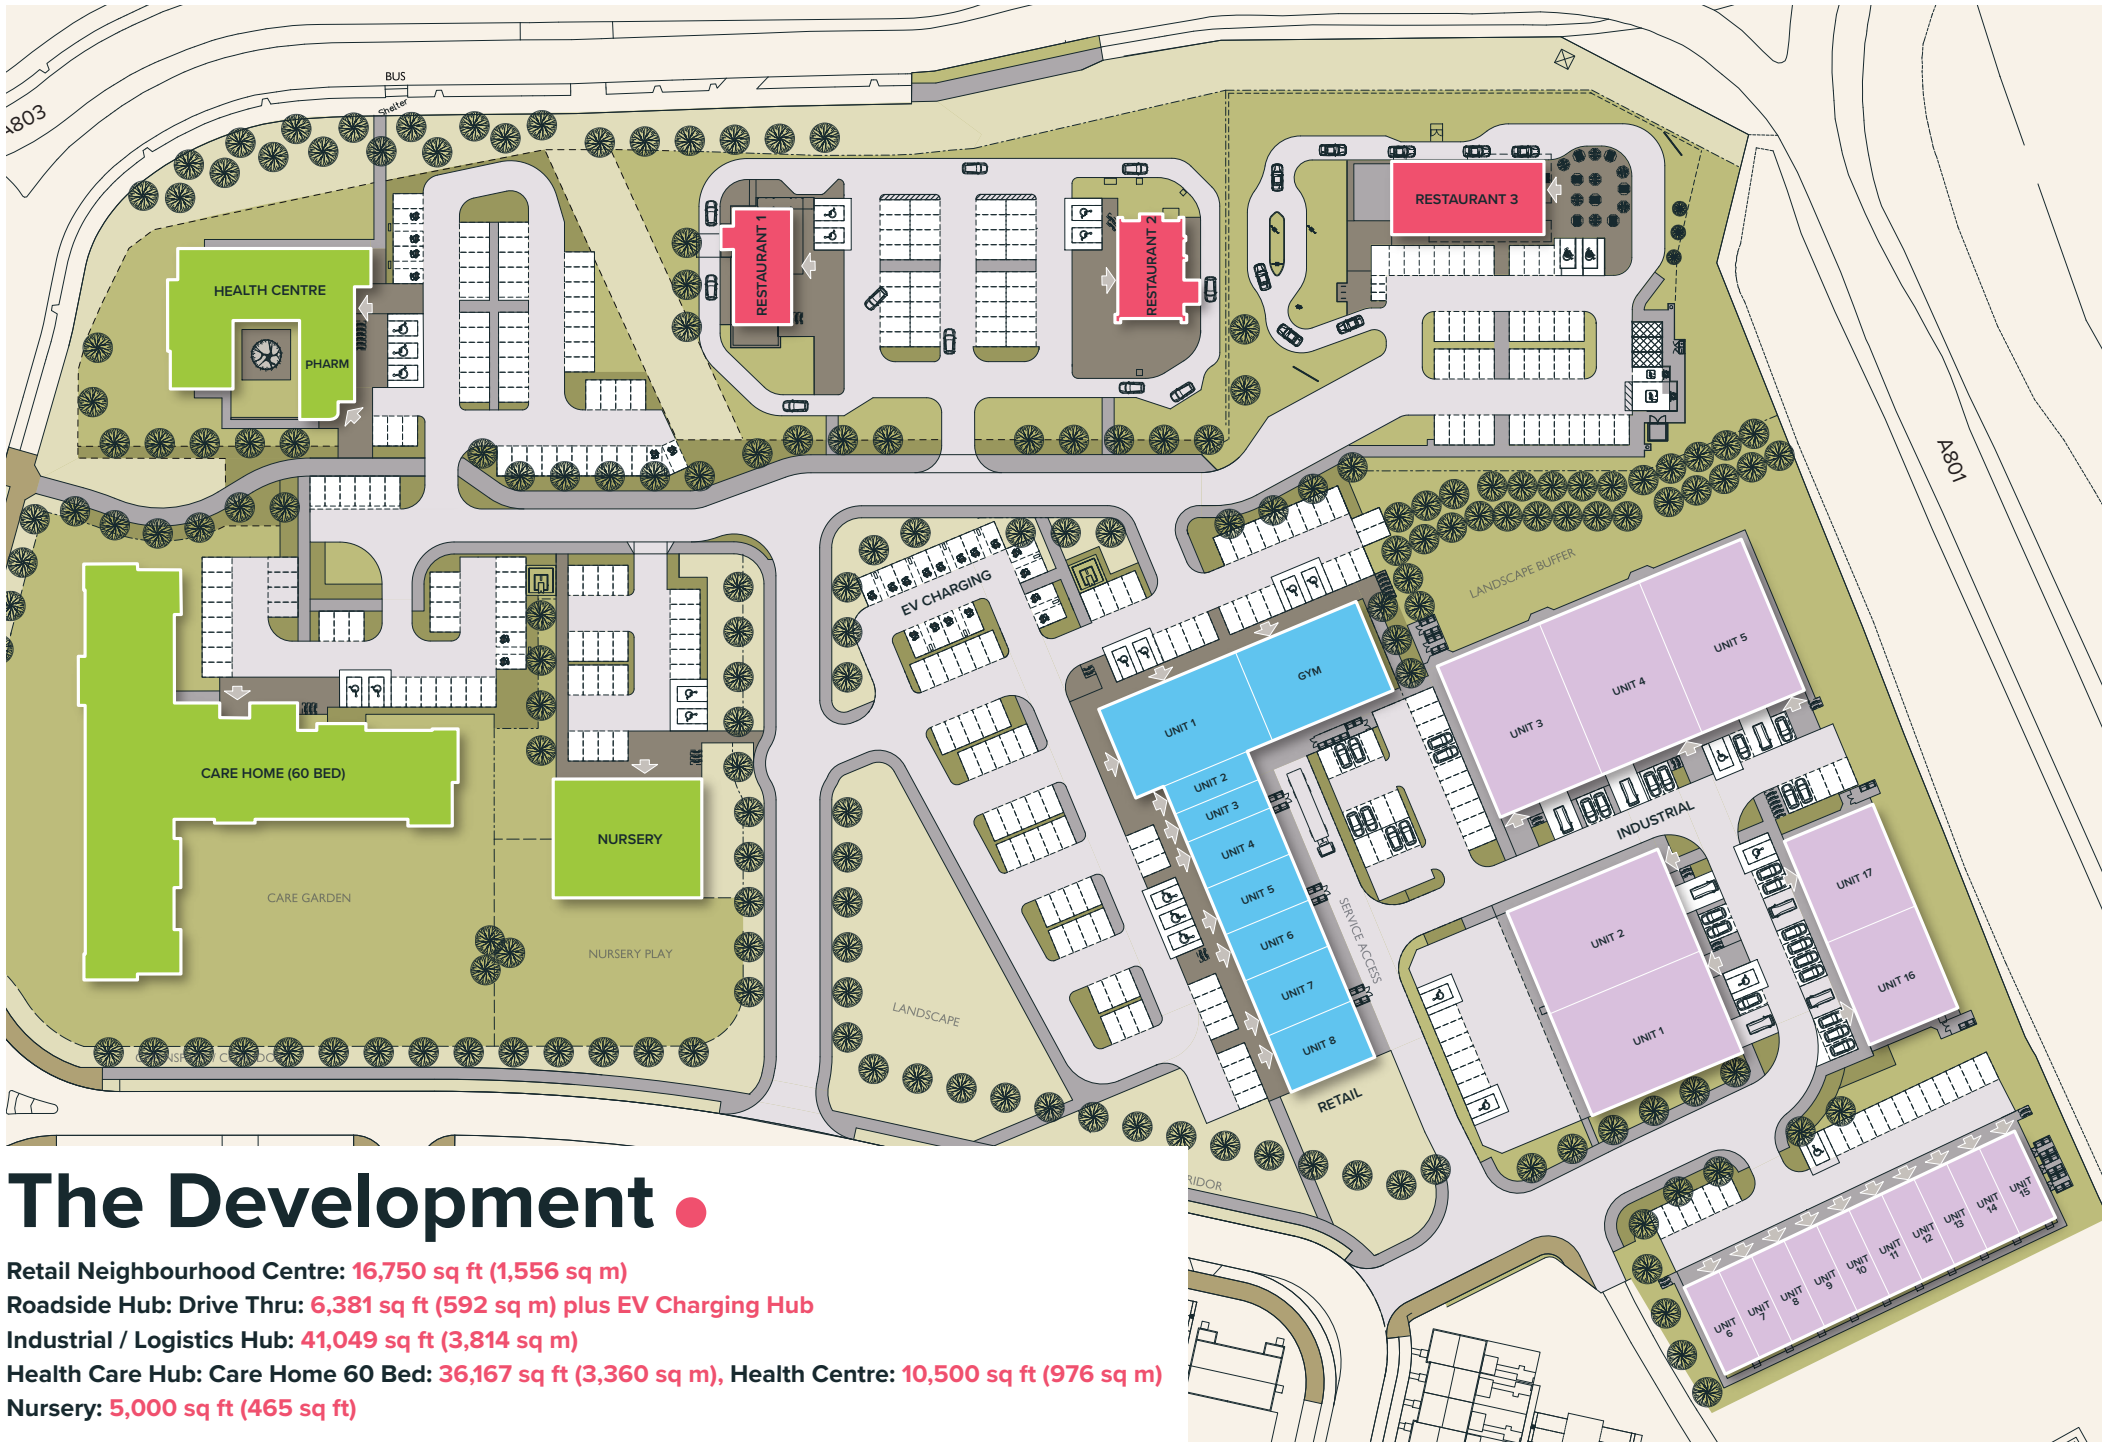 BUS
Shelter
A803
RESTAURANT 3
RESTAURANT 1
RESTAURANT 2
HEALTH CENTRE
PHARM
A801
LANDSCAPE BUFFER
EV CHARGING
UNIT 5
GYM
UNIT 4
UNIT 1
UNIT 3
CARE HOME (60 BED)
UNIT 2
UNIT 3
INDUSTRIAL
NURSERY
UNIT 4
UNIT 17
UNIT 5
CARE GARDEN
SERVICE ACCESS
UNIT 2
UNIT 6
NURSERY PLAY
UNIT 16
UNIT 7
LANDSCAPE
UNIT 1
UNIT 8
RETAIL
RIDOR
UNIT 15
UNIT 14
UNIT 13
UNIT 12
UNIT 11
UNIT 10
UNIT 9
UNIT 8
UNIT 7
UNIT 6
The Development
Retail Neighbourhood Centre: 16,750 sq ft (1,556 sq m)
Roadside Hub: Drive Thru: 6,381 sq ft (592 sq m) plus EV Charging Hub
Industrial / Logistics Hub: 41,049 sq ft (3,814 sq m)
Health Care Hub: Care Home 60 Bed: 36,167 sq ft (3,360 sq m), Health Centre: 10,500 sq ft (976 sq m)
Nursery: 5,000 sq ft (465 sq ft)